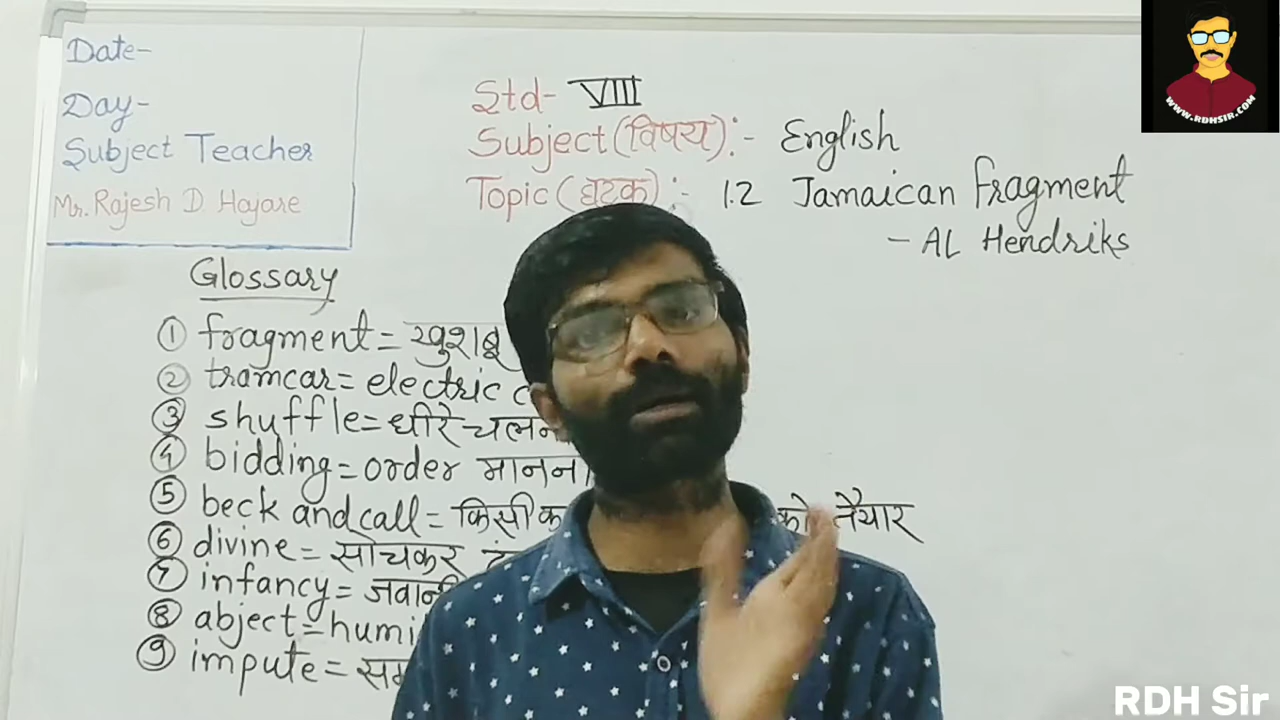 Date-
Day-
Subject Teacher
Mr. Rajesh D Hajare
Std- VIII
Subject (विषय):- English
Topic (घटक) :- 1.2 Jamaican Fragment
- AL Hendriks
Glossary
① fragment = खुशबू
② tramcar = electric
③ shuffle = धीरे चलन
④ bidding = order मानना
⑤ beck and call = किसी को तैयार
⑥ divine = सोचकर
⑦ infancy = जवानी
⑧ abject = humi
⑨ impute = सम
WWW.RDHSIR.COM
RDH Sir